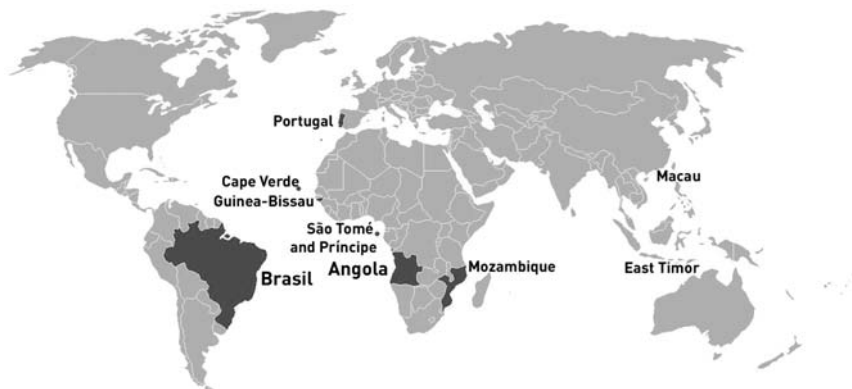 Portugal
Cape Verde
Guinea-Bissau
São Tomé
and Príncipe
Macau
Brasil
Angola
Mozambique
East Timor